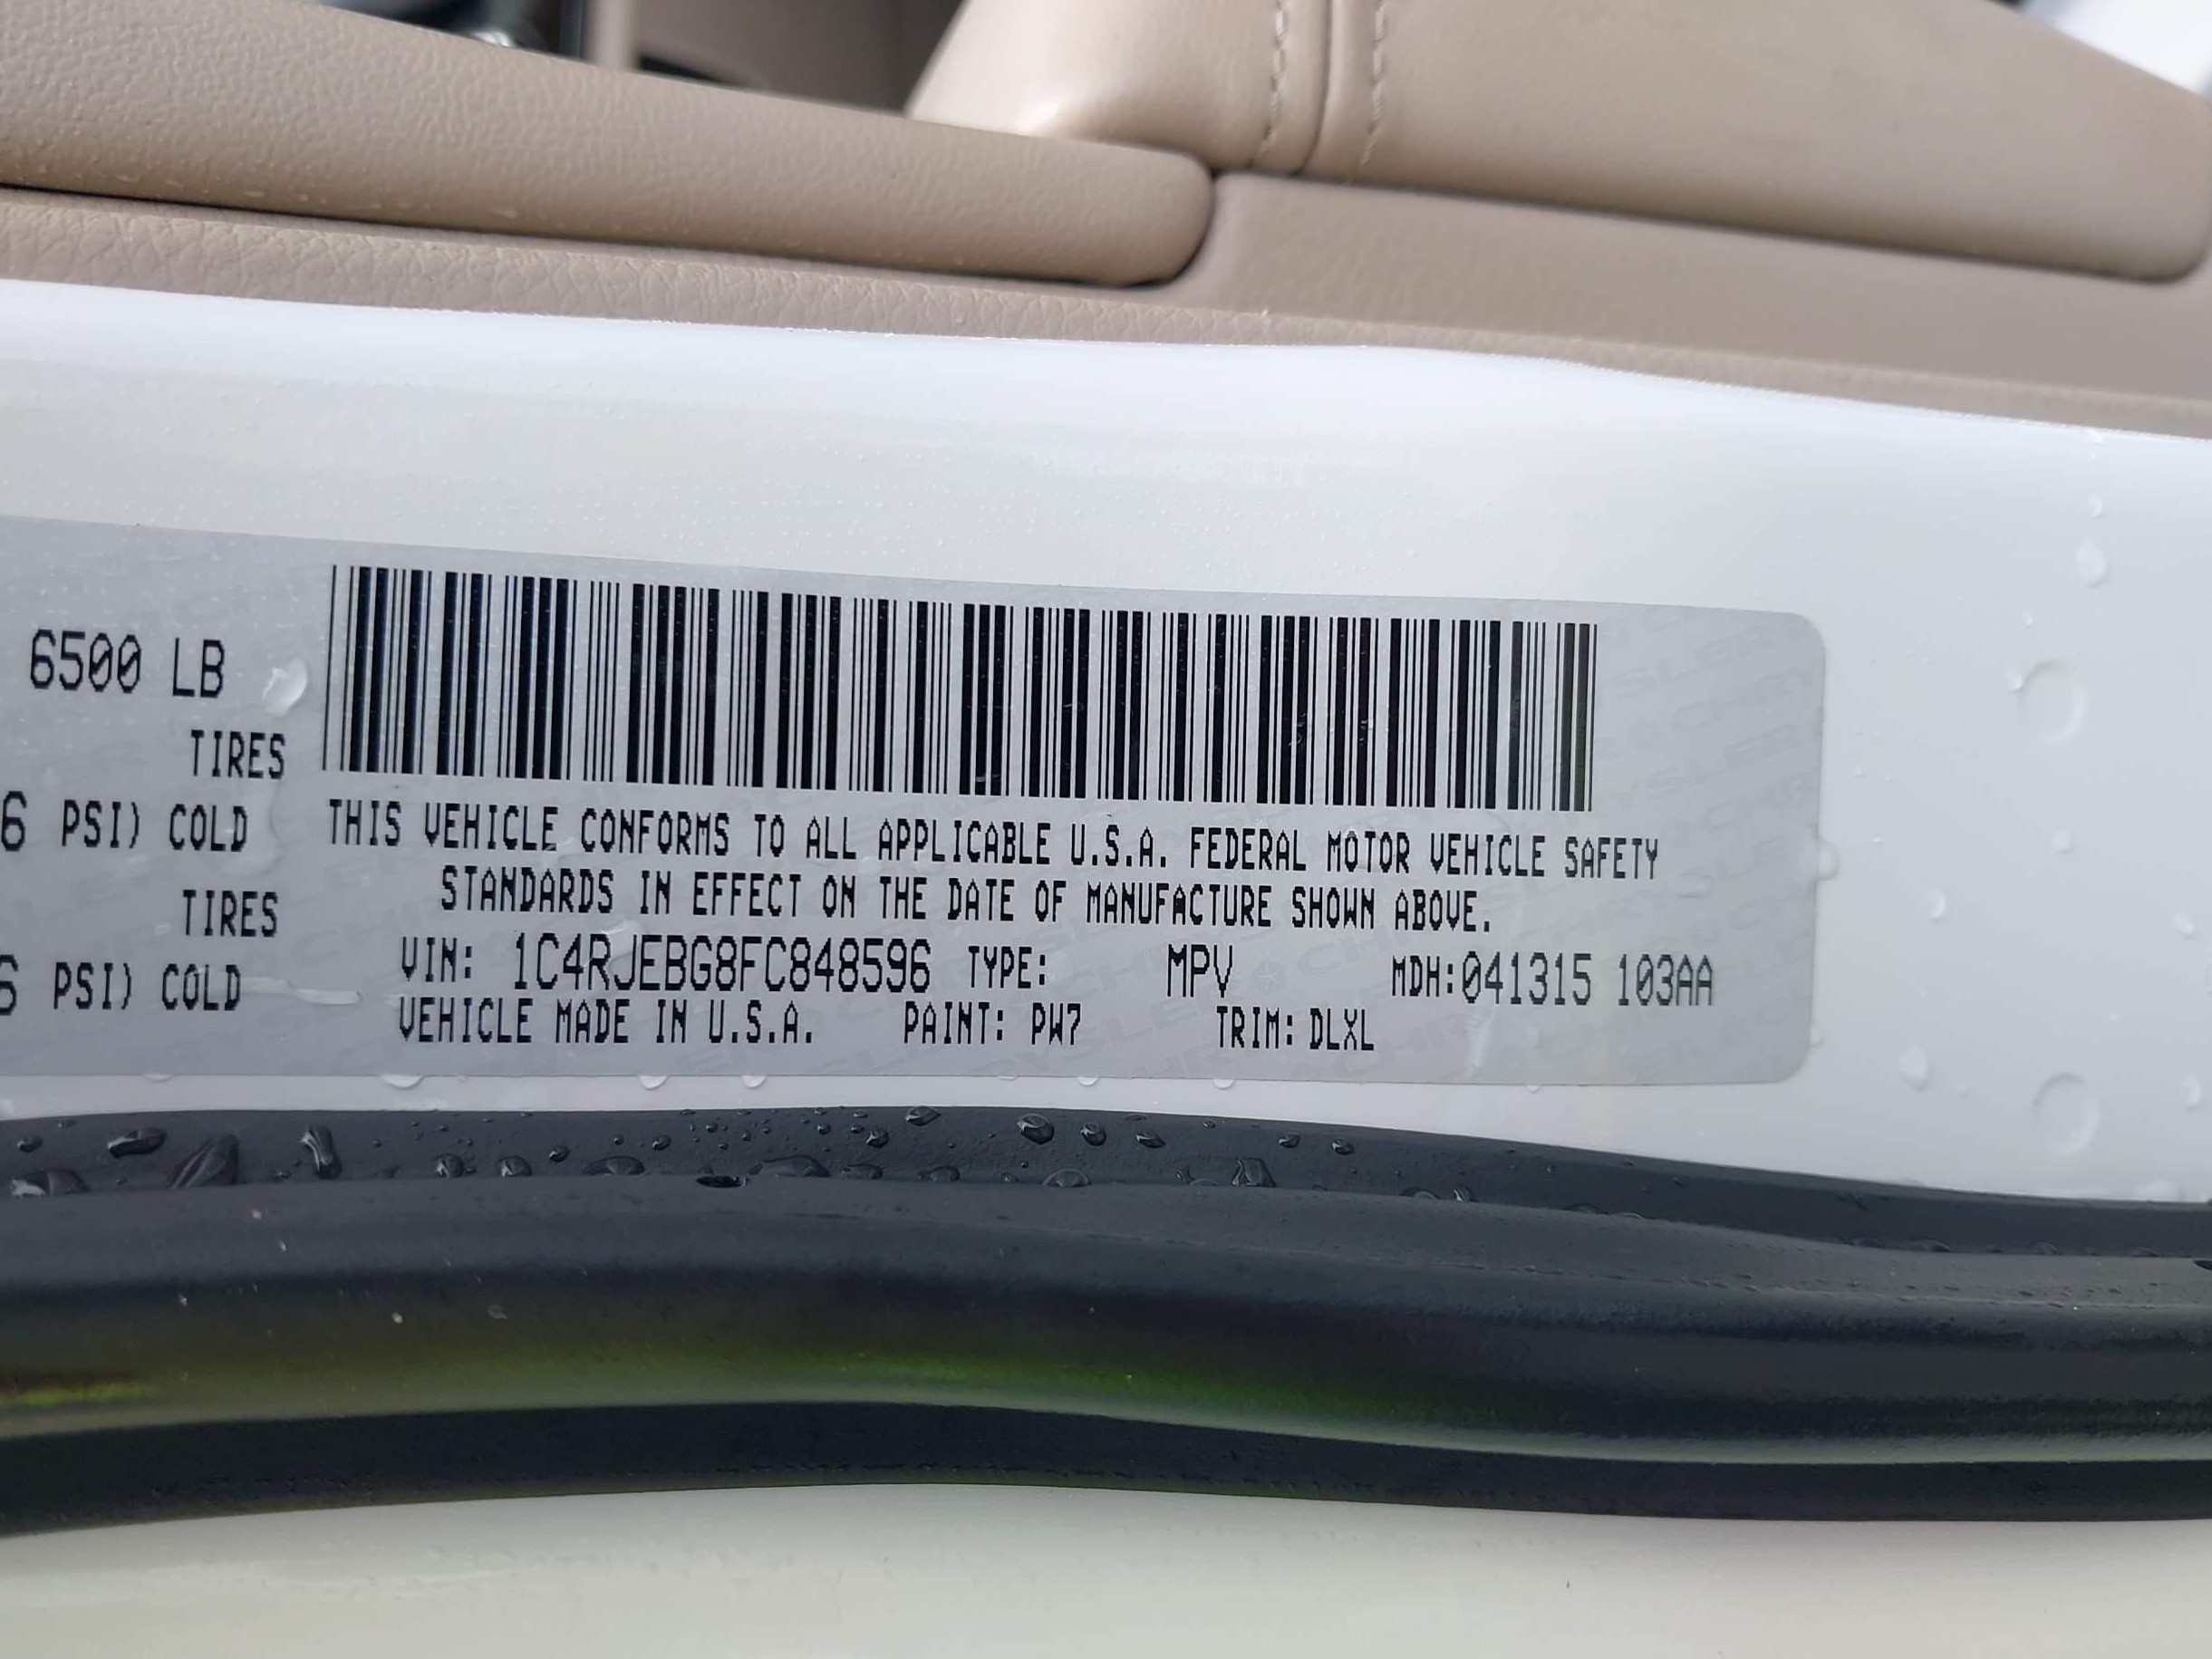 6500 LB
TIRES
6 PSI) COLD
TIRES
6 PSI) COLD
THIS VEHICLE CONFORMS TO ALL APPLICABLE U.S.A. FEDERAL MOTOR VEHICLE SAFETY
STANDARDS IN EFFECT ON THE DATE OF MANUFACTURE SHOWN ABOVE.
VIN: 1C4RJEBG8FC848596 TYPE: MPV MDH:041315 103AA
VEHICLE MADE IN U.S.A. PAINT: PW7 TRIM: DLXL